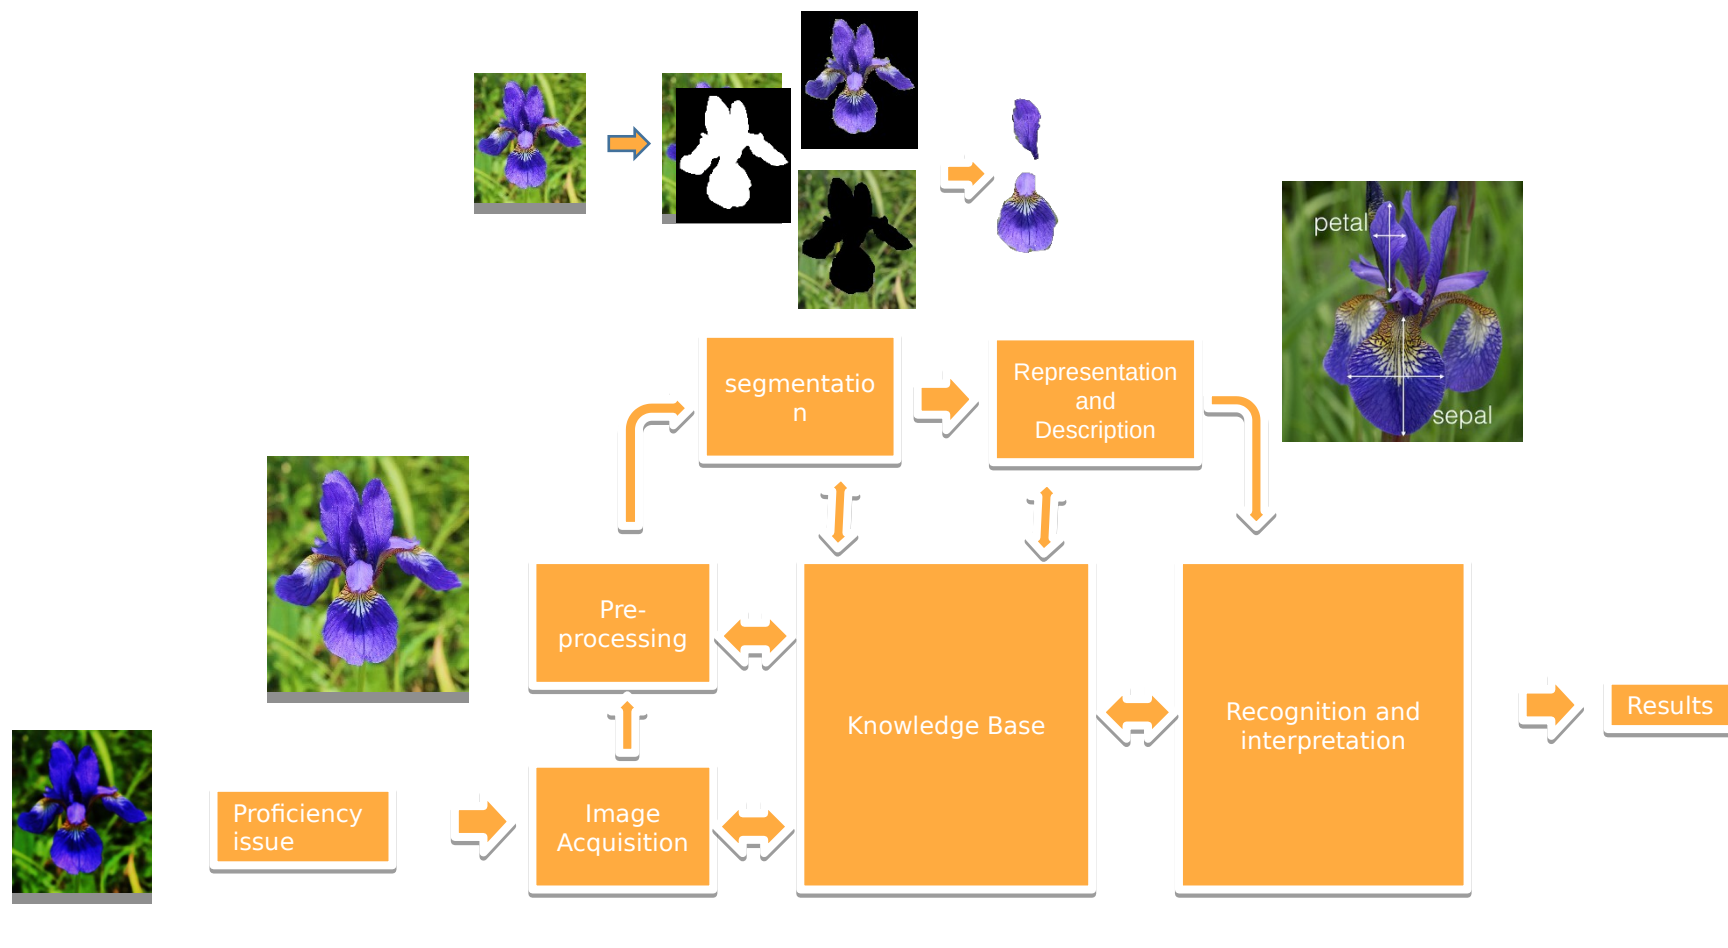 petal
sepal
segmentatio
n
Representation
and
Description
Pre-
processing
Knowledge Base
Recognition and
interpretation
Results
Proficiency
issue
Image
Acquisition